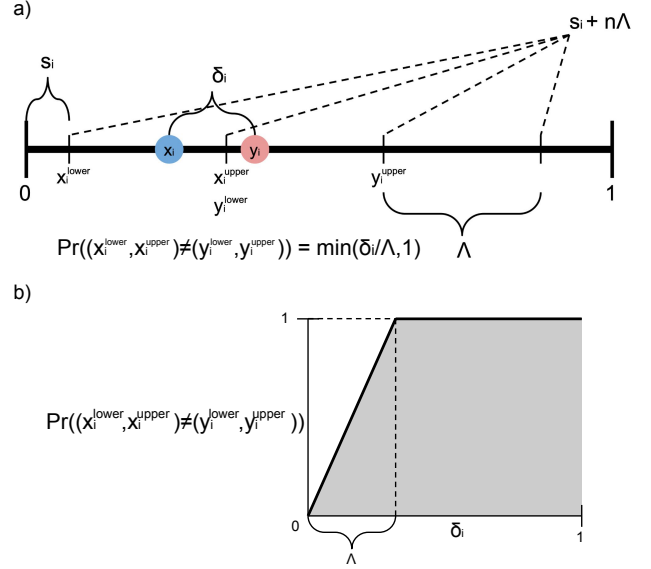 a)
sᵢ + nΛ
sᵢ
δᵢ
xᵢ
yᵢ
0
xᵢˡᵒʷᵉʳ
xᵢᵘᵖᵖᵉʳ
yᵢᵘᵖᵖᵉʳ
1
yᵢˡᵒʷᵉʳ
Pr((xᵢˡᵒʷᵉʳ,xᵢᵘᵖᵖᵉʳ)≠(yᵢˡᵒʷᵉʳ,yᵢᵘᵖᵖᵉʳ)) = min(δᵢ/Λ,1)
Λ
b)
1
Pr((xᵢˡᵒʷᵉʳ,xᵢᵘᵖᵖᵉʳ)≠(yᵢˡᵒʷᵉʳ,yᵢᵘᵖᵖᵉʳ))
0
δᵢ
1
Λ